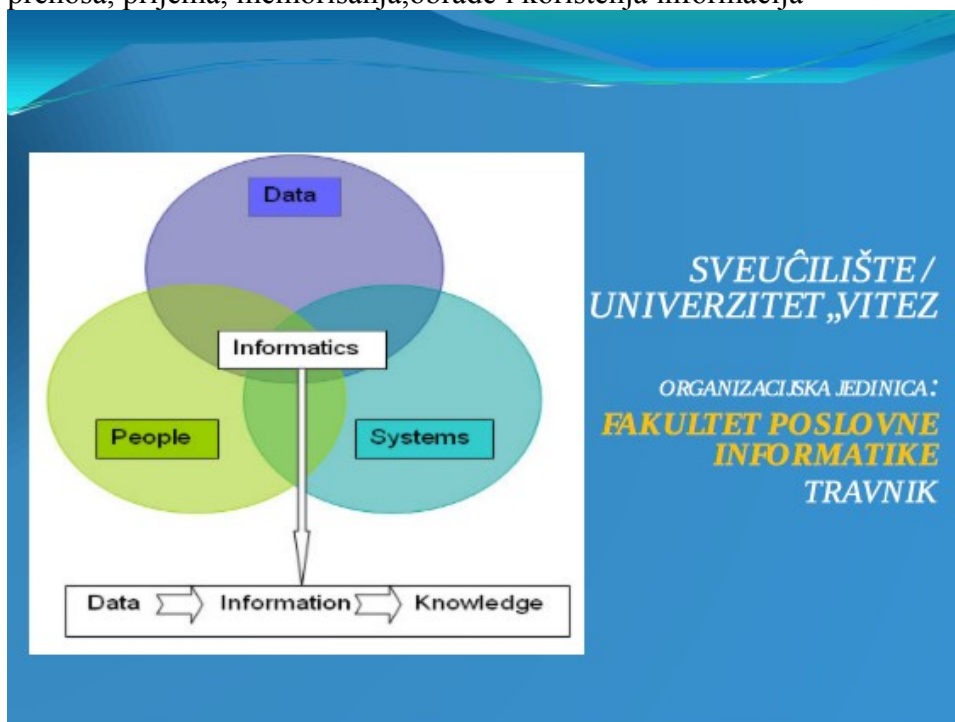 prenosa, prijema, memorisanja,obrade i korištenja informacija
Data
Informatics
People
Systems
Data
Information
Knowledge
SVEUĈILIŠTE /
UNIVERZITET „VITEZ
ORGANIZACIJSKA JEDINICA:
FAKULTET POSLOVNE
INFORMATIKE
TRAVNIK